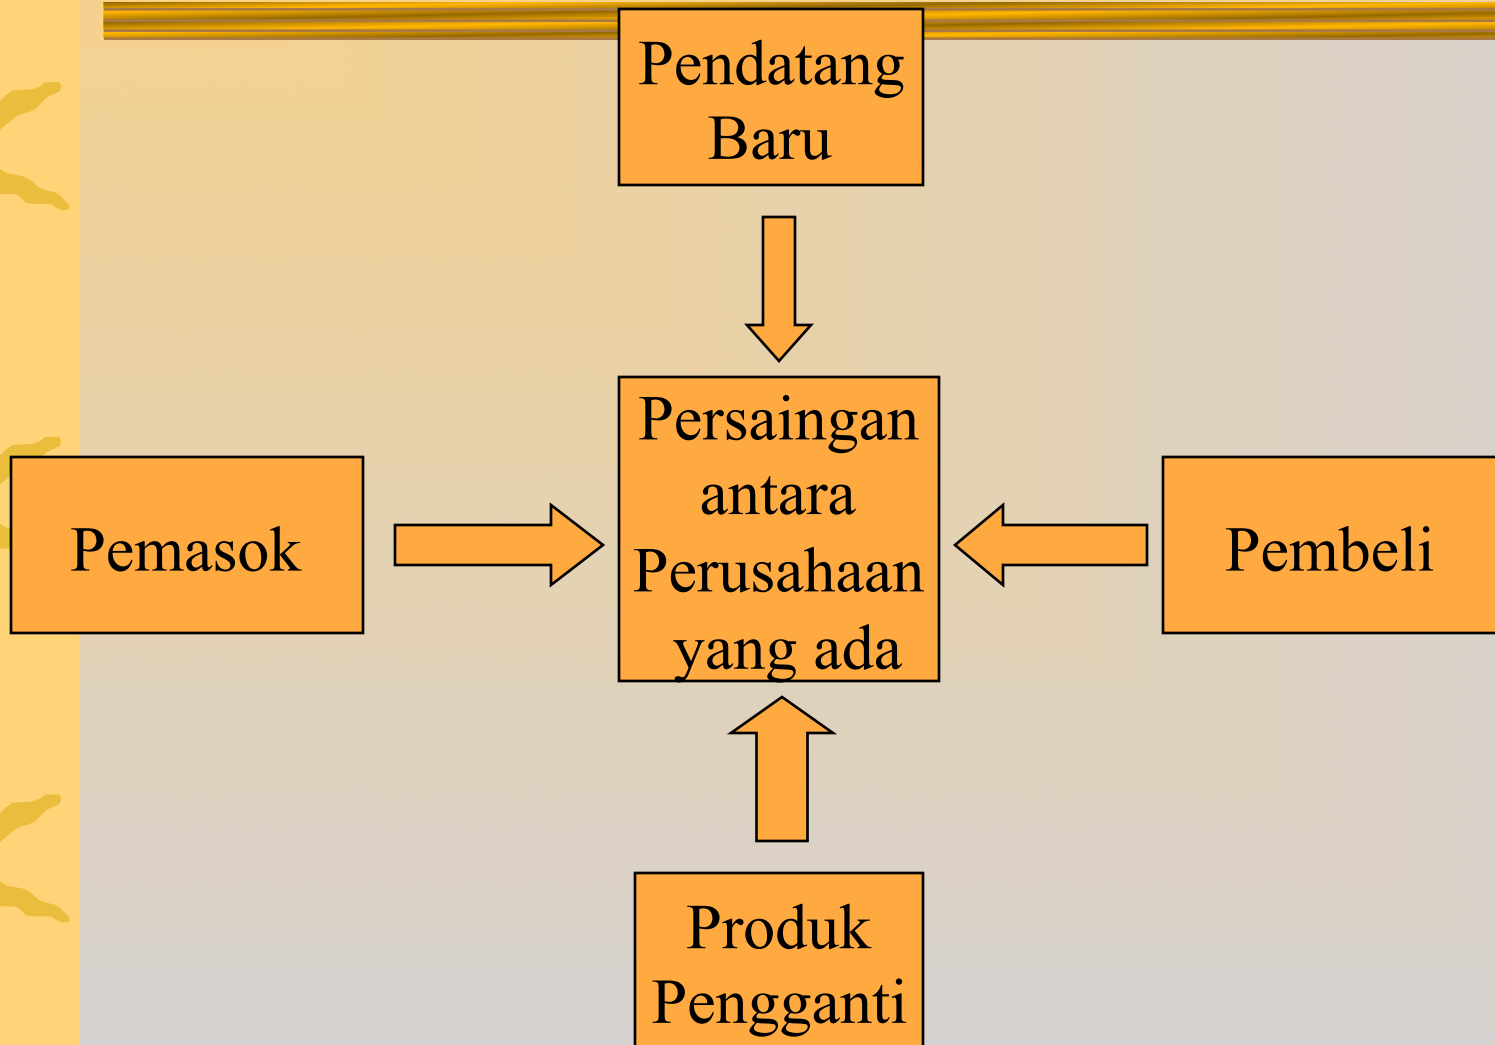 Pendatang
Baru
Persaingan
antara
Perusahaan
yang ada
Pemasok
Pembeli
Produk
Pengganti